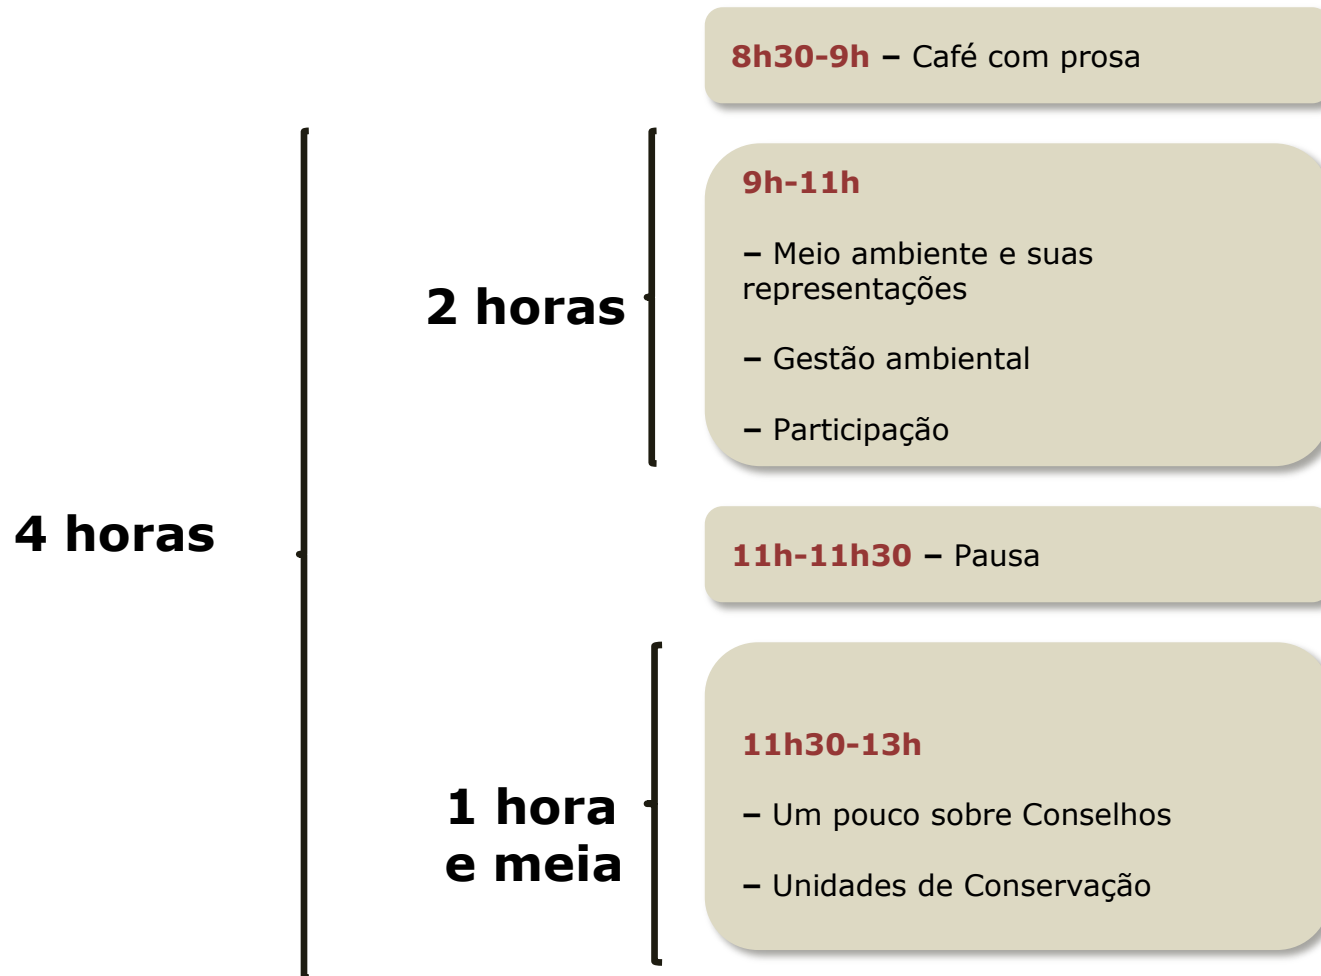 8h30-9h – Café com prosa
9h-11h
– Meio ambiente e suas
representações
2 horas
– Gestão ambiental
– Participação
4 horas
11h-11h30 – Pausa
11h30-13h
1 hora
e meia
– Um pouco sobre Conselhos
– Unidades de Conservação